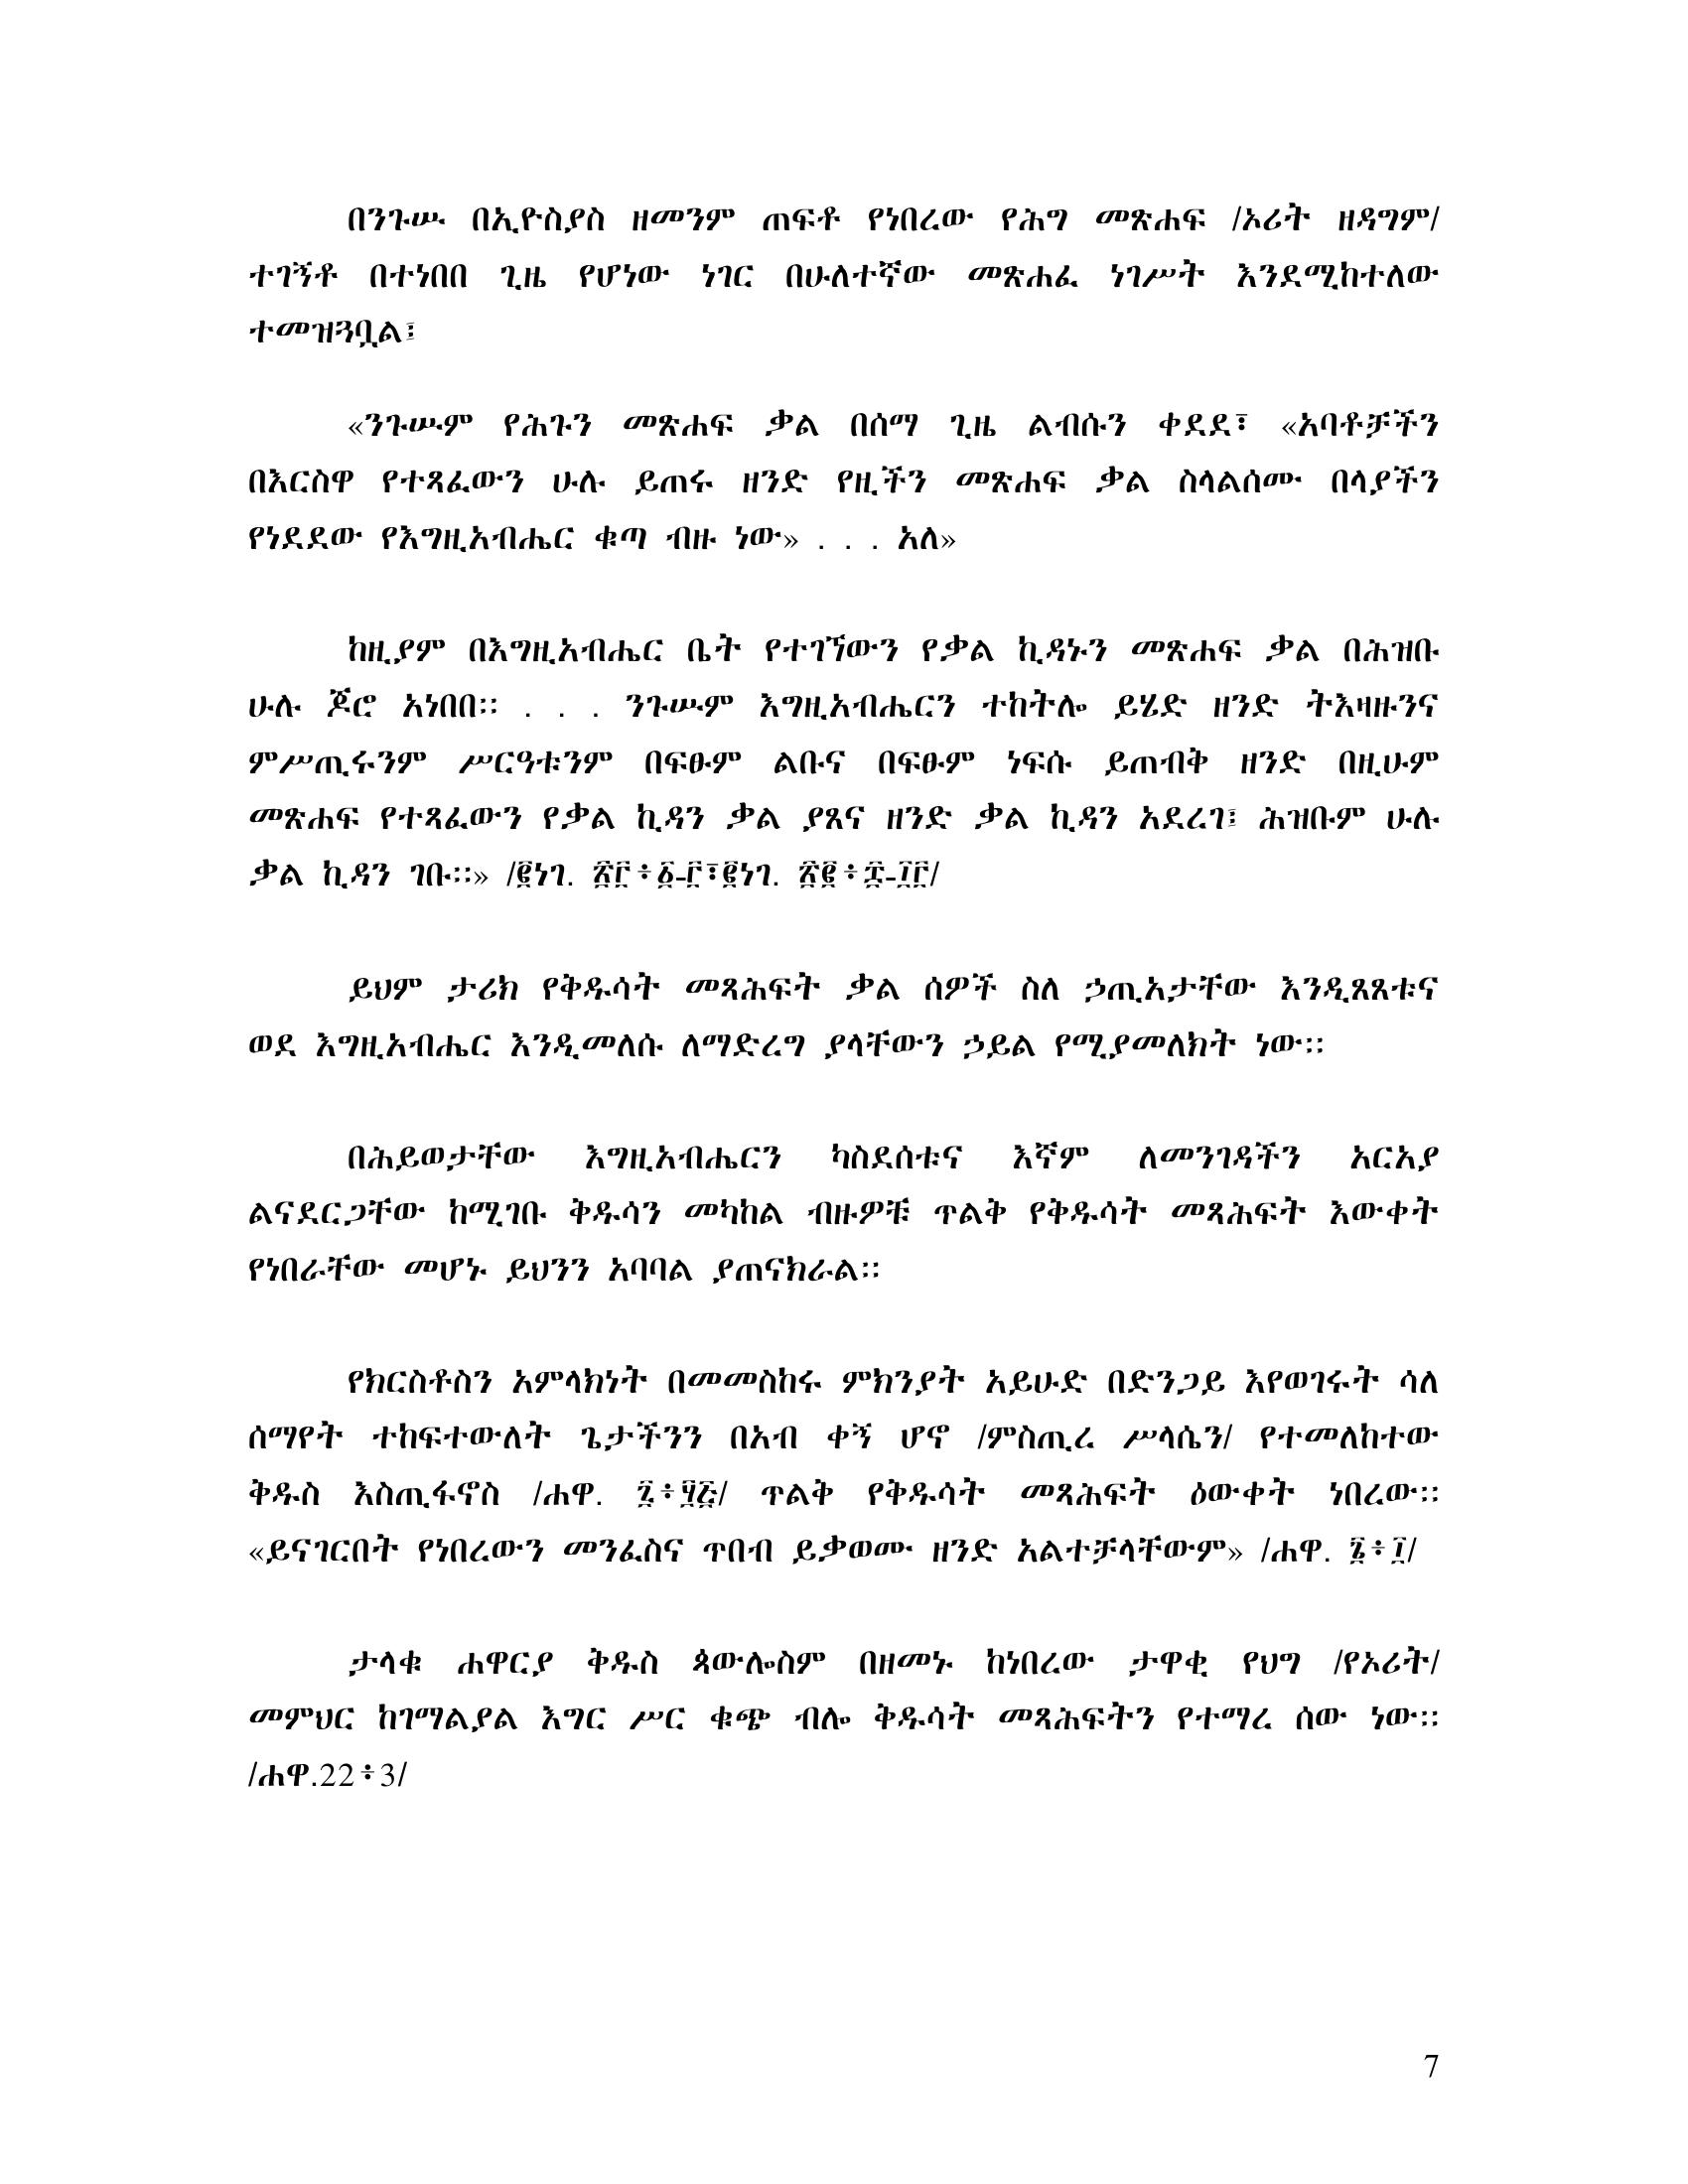 በንጉሡ በኢዮስያስ ዘመንም ጠፍቶ የነበረው የሕግ መጽሐፍ /ኦሪት ዘዳግም/
ተገኝቶ በተነበበ ጊዜ የሆነው ነገር በሁለተኛው መጽሐፈ ነገሥት እንደሚከተለው
ተመዝጓቧል፤
«ንጉሡም የሕጉን መጽሐፍ ቃል በሰማ ጊዜ ልብሱን ቀደደ፣ «አባቶቻችን
በእርስዋ የተጻፈውን ሁሉ ይጠሩ ዘንድ የዚችን መጽሐፍ ቃል ስላልሰሙ በላያችን
የነደደው የእግዚአብሔር ቁጣ ብዙ ነው» . . . አለ»
ከዚያም በእግዚአብሔር ቤት የተገኘውን የቃል ኪዳኑን መጽሐፍ ቃል በሕዝቡ
ሁሉ ጆሮ አነበበ፡፡ . . . ንጉሡም እግዚአብሔርን ተከትሎ ይሄድ ዘንድ ትእዛዙንና
ምሥጢሩንም ሥርዓቱንም በፍፁም ልቡና በፍፁም ነፍሱ ይጠብቅ ዘንድ በዚሁም
መጽሐፍ የተጻፈውን የቃል ኪዳን ቃል ያጸና ዘንድ ቃል ኪዳን አደረገ፤ ሕዝቡም ሁሉ
ቃል ኪዳን ገቡ፡፡» /፪ነገ. ፳፫÷፩-፫፣፪ነገ. ፳፪÷፰-፲፫/
ይህም ታሪክ የቅዱሳት መጻሕፍት ቃል ሰዎች ስለ ኃጢአታቸው እንዲጸጸቱና
ወደ እግዚአብሔር እንዲመለሱ ለማድረግ ያላቸውን ኃይል የሚያመለክት ነው፡፡
በሕይወታቸው እግዚአብሔርን ካስደሰቱና እኛም ለመንገዳችን አርአያ
ልናደርጋቸው ከሚገቡ ቅዱሳን መካከል ብዙዎቹ ጥልቅ የቅዱሳት መጻሕፍት እውቀት
የነበራቸው መሆኑ ይህንን አባባል ያጠናክራል፡፡
የክርስቶስን አምላክነት በመመስከሩ ምክንያት አይሁድ በድንጋይ እየወገሩት ሳለ
ሰማየት ተከፍተውለት ጌታችንን በአብ ቀኝ ሆኖ /ምስጢረ ሥላሴን/ የተመለከተው
ቅዱስ እስጢፋኖስ /ሐዋ. ፯÷፶፭/ ጥልቅ የቅዱሳት መጻሕፍት ዕውቀት ነበረው፡፡
«ይናገርበት የነበረውን መንፈስና ጥበብ ይቃወሙ ዘንድ አልተቻላቸውም» /ሐዋ. ፮÷፲/
ታላቁ ሐዋርያ ቅዱስ ጳውሎስም በዘመኑ ከነበረው ታዋቂ የህግ /የኦሪት/
መምህር ከገማልያል እግር ሥር ቁጭ ብሎ ቅዱሳት መጻሕፍትን የተማረ ሰው ነው፡፡
/ሐዋ.22÷3/
7